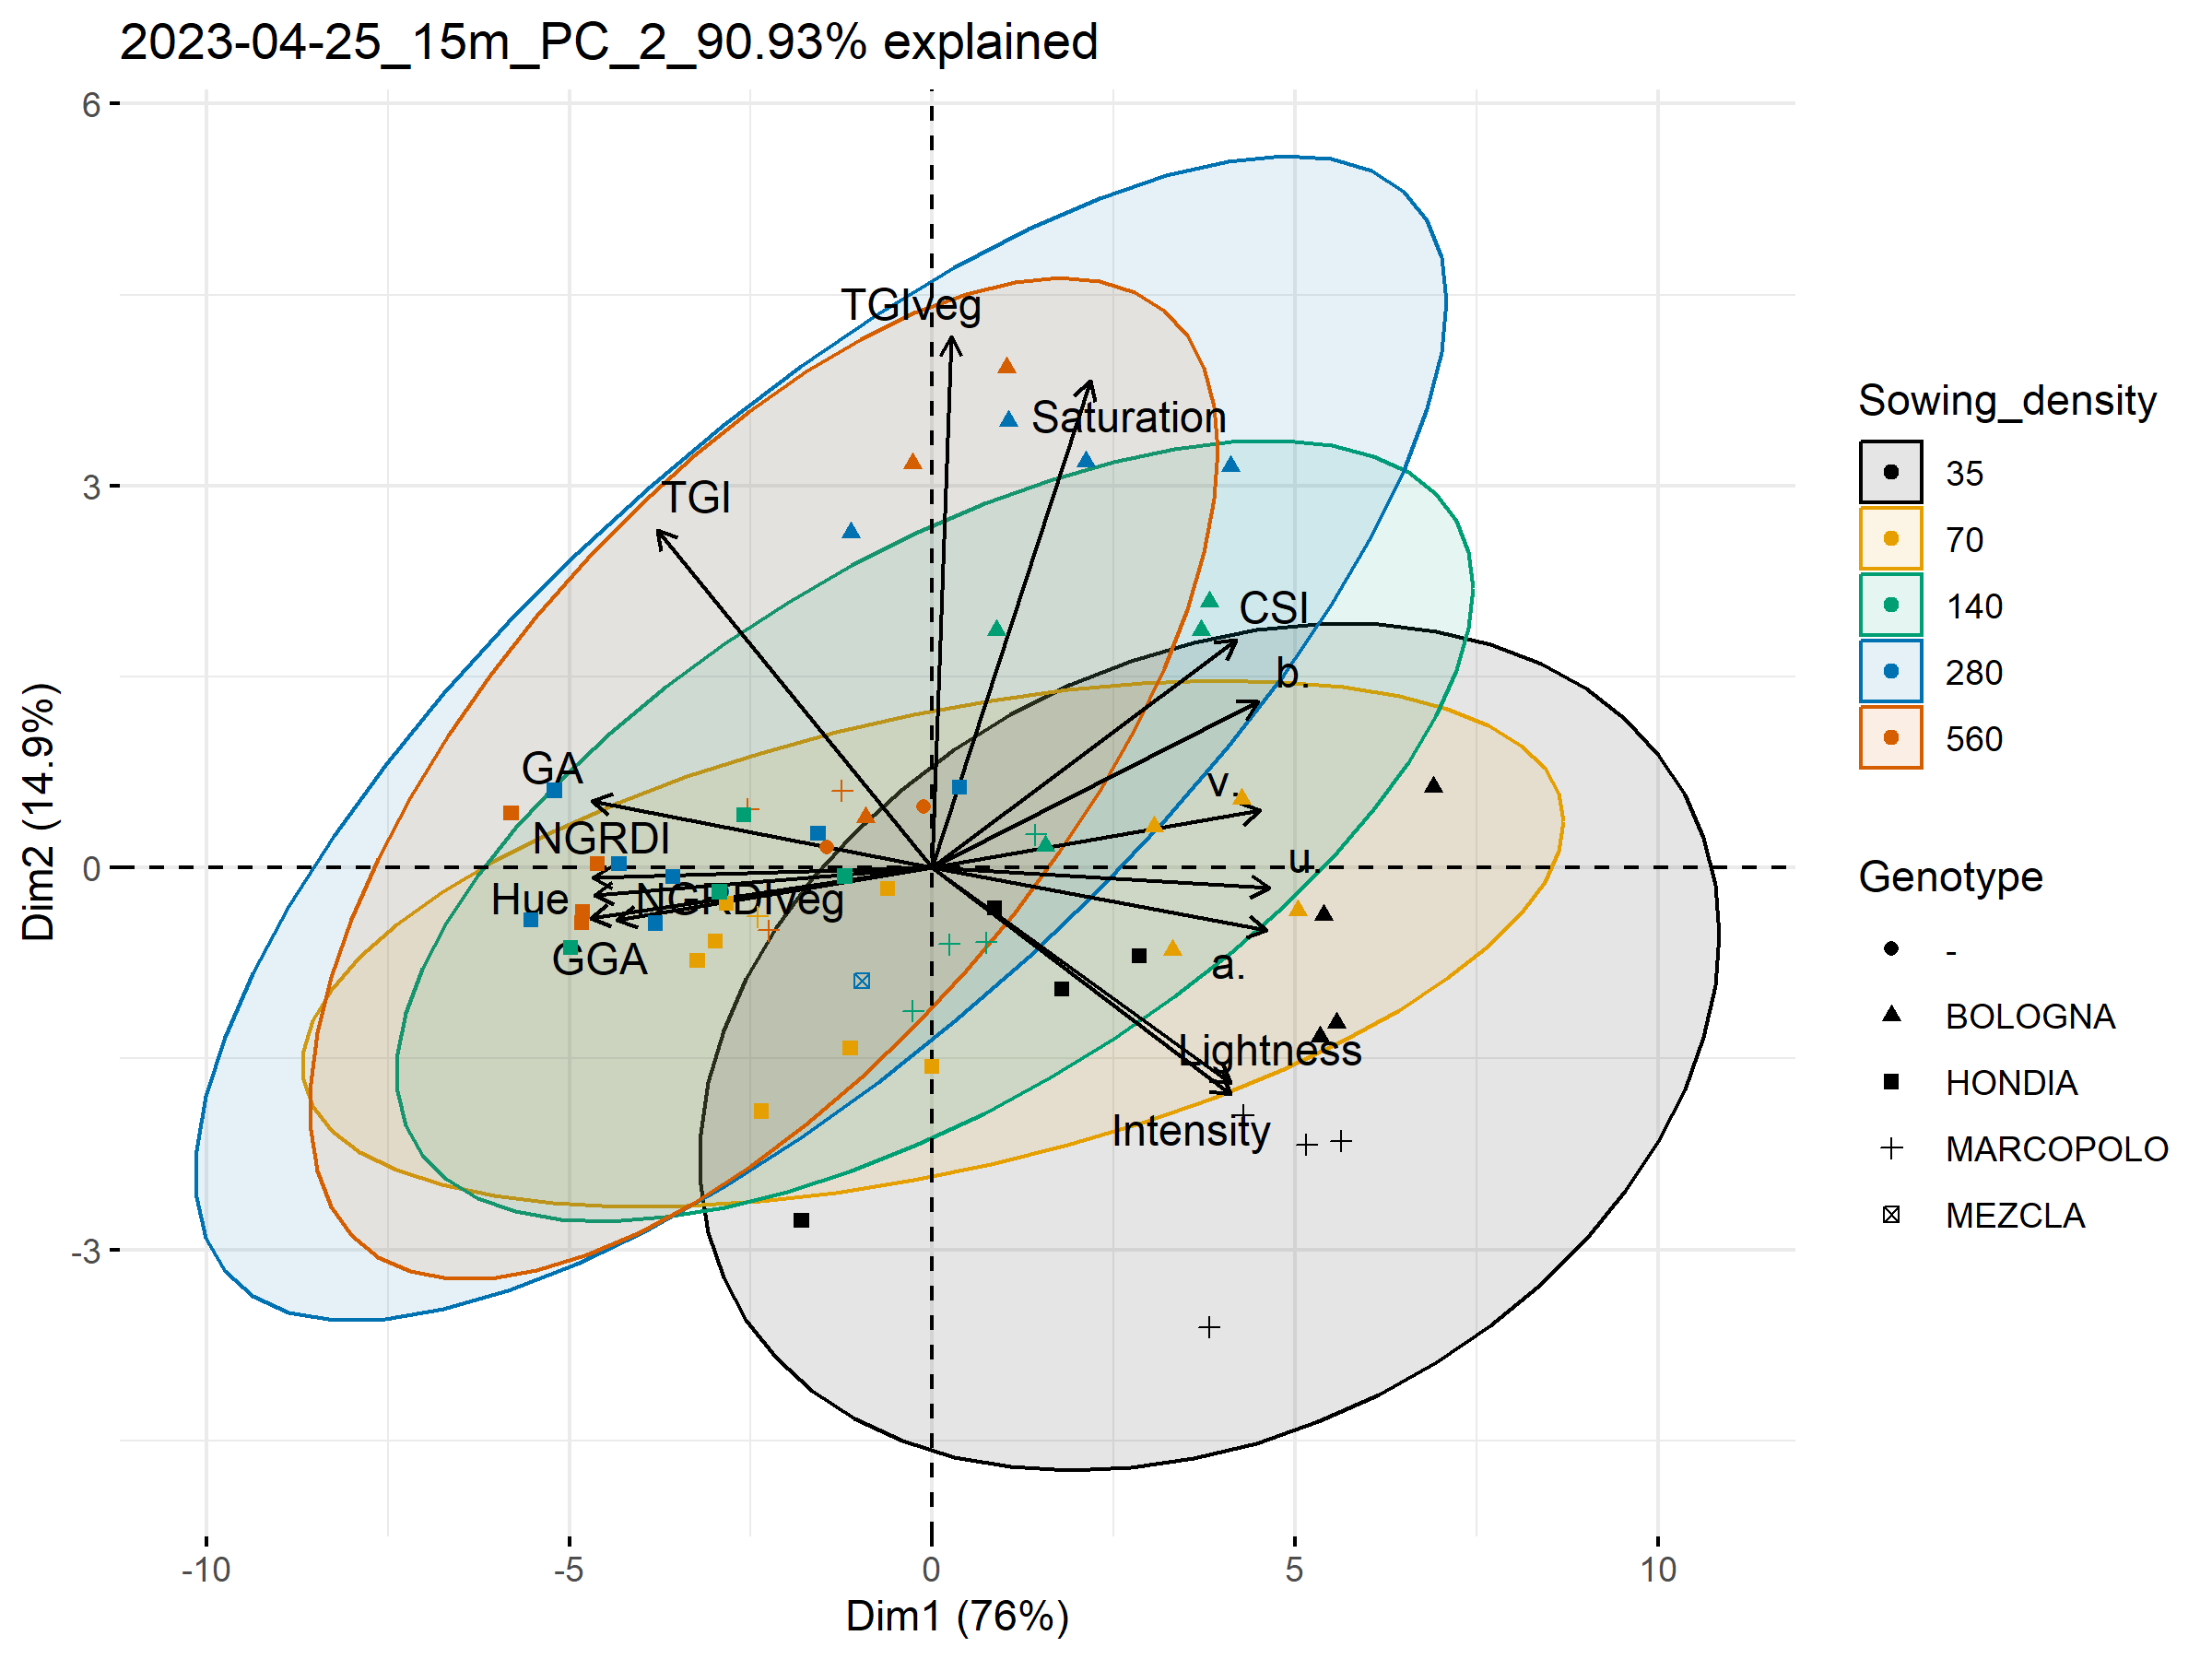 2023-04-25_15m_PC_2_90.93% explained
6
3
0
-3
Dim2 (14.9%)
TGIveg
Saturation
TGI
CSI
b.
GA
v.
NGRDI
u.
Hue
NGRDIveg
GGA
a.
Lightness
Intensity
-10
-5
0
5
10
Dim1 (76%)
Sowing_density
35
70
140
280
560
Genotype
-
BOLOGNA
HONDIA
MARCOPOLO
MEZCLA